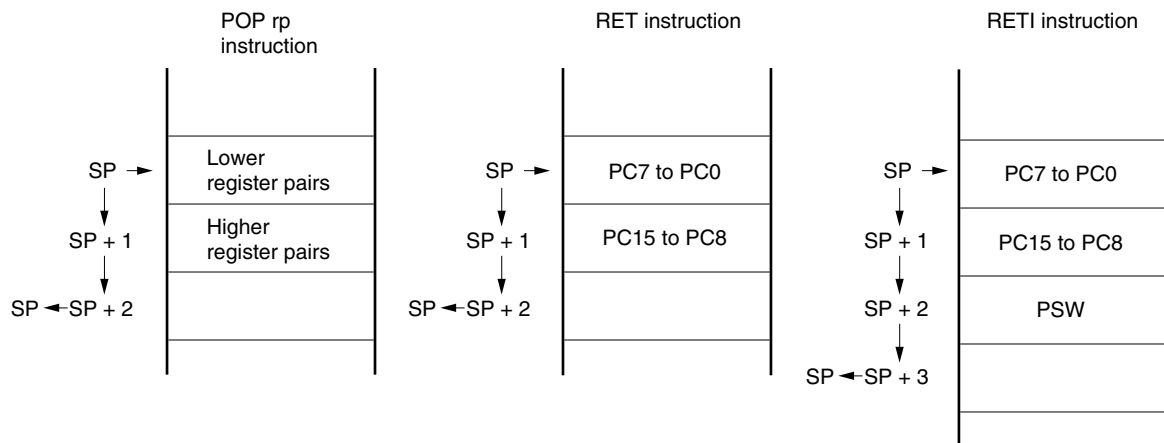 POP rp
instruction
SP
Lower
register pairs
SP + 1
Higher
register pairs
SP
SP + 2
RET instruction
SP
PC7 to PC0
SP + 1
PC15 to PC8
SP
SP + 2
RETI instruction
SP
PC7 to PC0
SP + 1
PC15 to PC8
SP + 2
PSW
SP
SP + 3